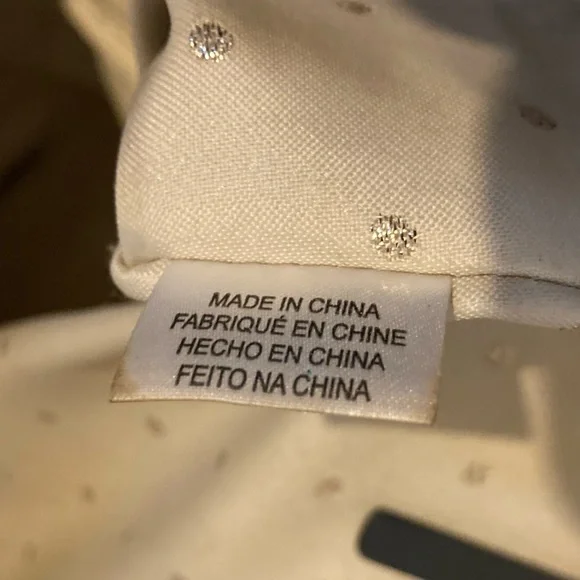 MADE IN CHINA
FABRIQUÉ EN CHINE
HECHO EN CHINA
FEITO NA CHINA